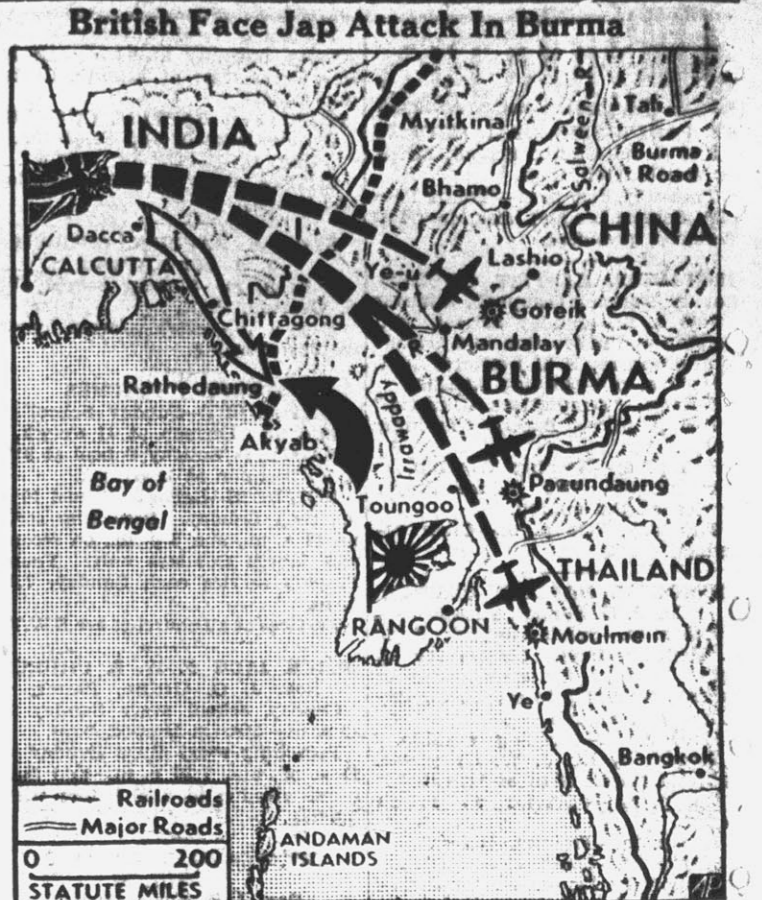 British Face Jap Attack In Burma
INDIA
Myitkina
Salween R.
Tali
Burma
Road
Bhamo
CHINA
Dacca
CALCUTTA
Lashio
Ye-u
Goteik
Chittagong
Mandalay
BURMA
Rathedaung
Irrawaddy
Akyab
Bay of
Bengal
Pazundaung
Toungoo
THAILAND
RANGOON
Moulmein
Ye
Bangkok
Railroads
Major Roads
0 200
STATUTE MILES
ANDAMAN
ISLANDS
AP